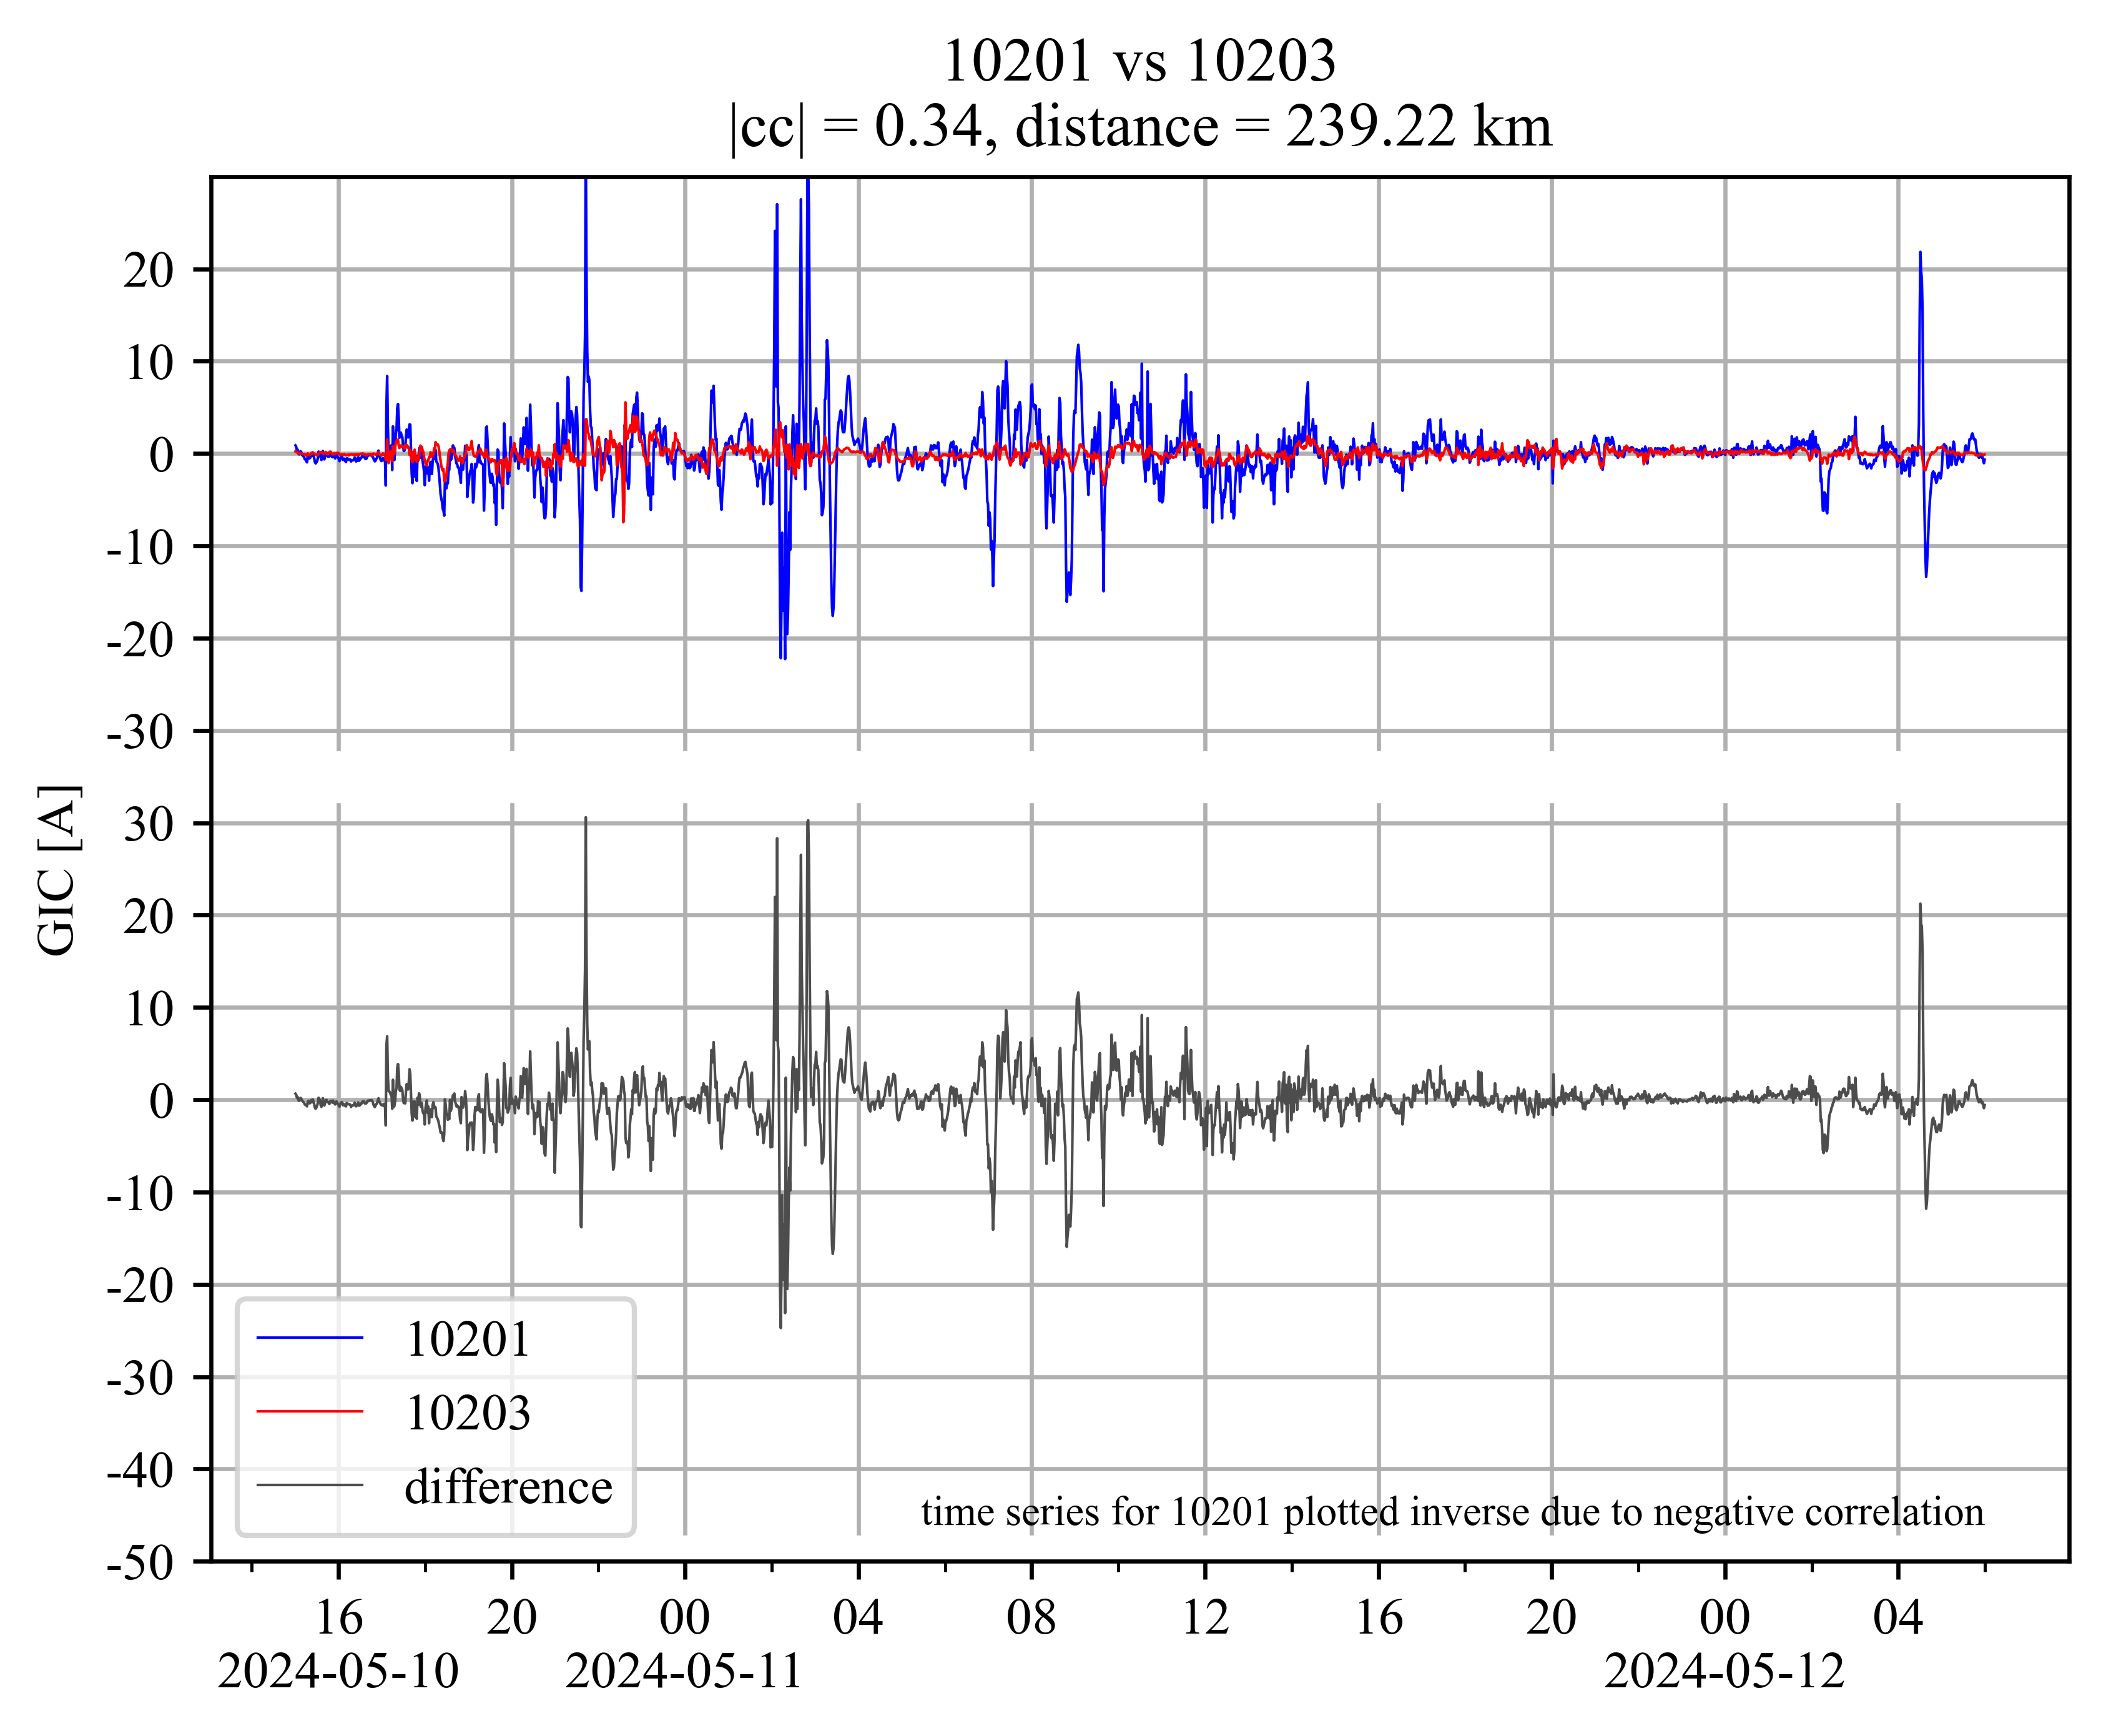 10201 vs 10203
|cc| = 0.34, distance = 239.22 km
20
10
0
-10
-20
-30
30
20
10
0
-10
-20
-30
-40
-50
GIC [A]
10201
10203
difference
time series for 10201 plotted inverse due to negative correlation
16 20 00 04 08 12 16 20 00 04
2024-05-10 2024-05-11 2024-05-12